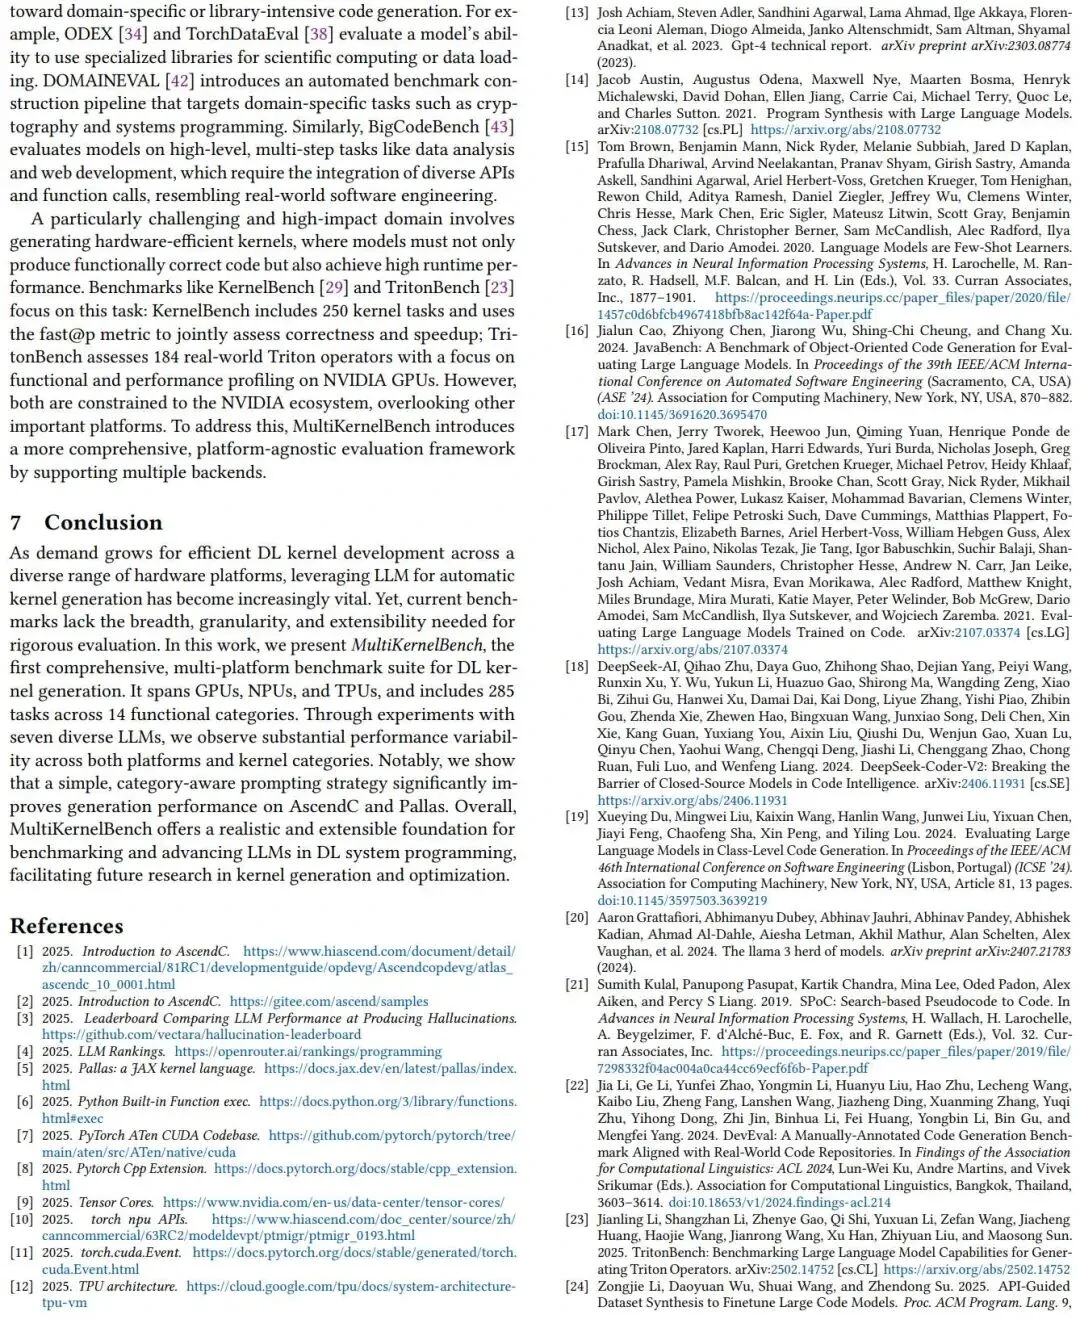 toward domain-specific or library-intensive code generation. For ex-
ample, ODEX [34] and TorchDataEval [38] evaluate a model's abil-
ity to use specialized libraries for scientific computing or data load-
ing. DOMAINEVAL [42] introduces an automated benchmark con-
struction pipeline that targets domain-specific tasks such as cryp-
tography and systems programming. Similarly, BigCodeBench [43]
evaluates models on high-level, multi-step tasks like data analysis
and web development, which require the integration of diverse APIs
and function calls, resembling real-world software engineering.
A particularly challenging and high-impact domain involves
generating hardware-efficient kernels, where models must not only
produce functionally correct code but also achieve high runtime per-
formance. Benchmarks like KernelBench [29] and TritonBench [23]
focus on this task: KernelBench includes 250 kernel tasks and uses
the fast@p metric to jointly assess correctness and speedup; Tri-
tonBench assesses 184 real-world Triton operators with a focus on
functional and performance profiling on NVIDIA GPUs. However,
both are constrained to the NVIDIA ecosystem, overlooking other
important platforms. To address this, MultiKernelBench introduces
a more comprehensive, platform-agnostic evaluation framework
by supporting multiple backends.
7 Conclusion
As demand grows for efficient DL kernel development across a
diverse range of hardware platforms, leveraging LLM for automatic
kernel generation has become increasingly vital. Yet, current bench-
marks lack the breadth, granularity, and extensibility needed for
rigorous evaluation. In this work, we present MultiKernelBench, the
first comprehensive, multi-platform benchmark suite for DL ker-
nel generation. It spans GPUs, NPUs, and TPUs, and includes 285
tasks across 14 functional categories. Through experiments with
seven diverse LLMs, we observe substantial performance variabil-
ity across both platforms and kernel categories. Notably, we show
that a simple, category-aware prompting strategy significantly im-
proves generation performance on AscendC and Pallas. Overall,
MultiKernelBench offers a realistic and extensible foundation for
benchmarking and advancing LLMs in DL system programming,
facilitating future research in kernel generation and optimization.
References
[1] 2025. Introduction to AscendC. https://www.hiascend.com/document/detail/
zh/canncommercial/81RC1/developmentguide/opdevg/Ascendcopdevg/atlas_
ascendc_10_0001.html
[2] 2025. Introduction to AscendC. https://gitee.com/ascend/samples
[3] 2025. Leaderboard Comparing LLM Performance at Producing Hallucinations.
https://github.com/vectara/hallucination-leaderboard
[4] 2025. LLM Rankings. https://openrouter.ai/rankings/programming
[5] 2025. Pallas: a JAX kernel language. https://docs.jax.dev/en/latest/pallas/index.
html
[6] 2025. Python Built-in Function exec. https://docs.python.org/3/library/functions.
html#exec
[7] 2025. PyTorch ATen CUDA Codebase. https://github.com/pytorch/pytorch/tree/
main/aten/src/ATen/native/cuda
[8] 2025. Pytorch Cpp Extension. https://docs.pytorch.org/docs/stable/cpp_extension.
html
[9] 2025. Tensor Cores. https://www.nvidia.com/en-us/data-center/tensor-cores/
[10] 2025. torch npu APIs. https://www.hiascend.com/doc_center/source/zh/
canncommercial/63RC2/modeldevpt/ptmigr/ptmigr_0193.html
[11] 2025. torch.cuda.Event. https://docs.pytorch.org/docs/stable/generated/torch.
cuda.Event.html
[12] 2025. TPU architecture. https://cloud.google.com/tpu/docs/system-architecture-
tpu-vm
[13] Josh Achiam, Steven Adler, Sandhini Agarwal, Lama Ahmad, Ilge Akkaya, Floren-
cia Leoni Aleman, Diogo Almeida, Janko Altenschmidt, Sam Altman, Shyamal
Anadkat, et al. 2023. Gpt-4 technical report. arXiv preprint arXiv:2303.08774
(2023).
[14] Jacob Austin, Augustus Odena, Maxwell Nye, Maarten Bosma, Henryk
Michalewski, David Dohan, Ellen Jiang, Carrie Cai, Michael Terry, Quoc Le,
and Charles Sutton. 2021. Program Synthesis with Large Language Models.
arXiv:2108.07732 [cs.PL] https://arxiv.org/abs/2108.07732
[15] Tom Brown, Benjamin Mann, Nick Ryder, Melanie Subbiah, Jared D Kaplan,
Prafulla Dhariwal, Arvind Neelakantan, Pranav Shyam, Girish Sastry, Amanda
Askell, Sandhini Agarwal, Ariel Herbert-Voss, Gretchen Krueger, Tom Henighan,
Rewon Child, Aditya Ramesh, Daniel Ziegler, Jeffrey Wu, Clemens Winter,
Chris Hesse, Mark Chen, Eric Sigler, Mateusz Litwin, Scott Gray, Benjamin
Chess, Jack Clark, Christopher Berner, Sam McCandlish, Alec Radford, Ilya
Sutskever, and Dario Amodei. 2020. Language Models are Few-Shot Learners.
In Advances in Neural Information Processing Systems, H. Larochelle, M. Ran-
zato, R. Hadsell, M.F. Balcan, and H. Lin (Eds.), Vol. 33. Curran Associates,
Inc., 1877–1901. https://proceedings.neurips.cc/paper_files/paper/2020/file/
1457c0d6bfcb4967418bfb8ac142f64a-Paper.pdf
[16] Jialun Cao, Zhiyong Chen, Jiarong Wu, Shing-Chi Cheung, and Chang Xu.
2024. JavaBench: A Benchmark of Object-Oriented Code Generation for Eval-
uating Large Language Models. In Proceedings of the 39th IEEE/ACM Interna-
tional Conference on Automated Software Engineering (Sacramento, CA, USA)
(ASE '24). Association for Computing Machinery, New York, NY, USA, 870–882.
doi:10.1145/3691620.3695470
[17] Mark Chen, Jerry Tworek, Heewoo Jun, Qiming Yuan, Henrique Ponde de
Oliveira Pinto, Jared Kaplan, Harri Edwards, Yuri Burda, Nicholas Joseph, Greg
Brockman, Alex Ray, Raul Puri, Gretchen Krueger, Michael Petrov, Heidy Khlaaf,
Girish Sastry, Pamela Mishkin, Brooke Chan, Scott Gray, Nick Ryder, Mikhail
Pavlov, Alethea Power, Lukasz Kaiser, Mohammad Bavarian, Clemens Winter,
Philippe Tillet, Felipe Petroski Such, Dave Cummings, Matthias Plappert, Fo-
tios Chantzis, Elizabeth Barnes, Ariel Herbert-Voss, William Hebgen Guss, Alex
Nichol, Alex Paino, Nikolas Tezak, Jie Tang, Igor Babuschkin, Suchir Balaji, Shan-
tanu Jain, William Saunders, Christopher Hesse, Andrew N. Carr, Jan Leike,
Josh Achiam, Vedant Misra, Evan Morikawa, Alec Radford, Matthew Knight,
Miles Brundage, Mira Murati, Katie Mayer, Peter Welinder, Bob McGrew, Dario
Amodei, Sam McCandlish, Ilya Sutskever, and Wojciech Zaremba. 2021. Eval-
uating Large Language Models Trained on Code. arXiv:2107.03374 [cs.LG]
https://arxiv.org/abs/2107.03374
[18] DeepSeek-AI, Qihao Zhu, Daya Guo, Zhihong Shao, Dejian Yang, Peiyi Wang,
Runxin Xu, Y. Wu, Yukun Li, Huazuo Gao, Shirong Ma, Wangding Zeng, Xiao
Bi, Zihui Gu, Hanwei Xu, Damai Dai, Kai Dong, Liyue Zhang, Yishi Piao, Zhibin
Gou, Zhenda Xie, Zhewen Hao, Bingxuan Wang, Junxiao Song, Deli Chen, Xin
Xie, Kang Guan, Yuxiang You, Aixin Liu, Qiushi Du, Wenjun Gao, Xuan Lu,
Qinyu Chen, Yaohui Wang, Chengqi Deng, Jiashi Li, Chenggang Zhao, Chong
Ruan, Fuli Luo, and Wenfeng Liang. 2024. DeepSeek-Coder-V2: Breaking the
Barrier of Closed-Source Models in Code Intelligence. arXiv:2406.11931 [cs.SE]
https://arxiv.org/abs/2406.11931
[19] Xueying Du, Mingwei Liu, Kaixin Wang, Hanlin Wang, Junwei Liu, Yixuan Chen,
Jiayi Feng, Chaofeng Sha, Xin Peng, and Yiling Lou. 2024. Evaluating Large
Language Models in Class-Level Code Generation. In Proceedings of the IEEE/ACM
46th International Conference on Software Engineering (Lisbon, Portugal) (ICSE '24).
Association for Computing Machinery, New York, NY, USA, Article 81, 13 pages.
doi:10.1145/3597503.3639219
[20] Aaron Grattafiori, Abhimanyu Dubey, Abhinav Jauhri, Abhinav Pandey, Abhishek
Kadian, Ahmad Al-Dahle, Aiesha Letman, Akhil Mathur, Alan Schelten, Alex
Vaughan, et al. 2024. The llama 3 herd of models. arXiv preprint arXiv:2407.21783
(2024).
[21] Sumith Kulal, Panupong Pasupat, Kartik Chandra, Mina Lee, Oded Padon, Alex
Aiken, and Percy S Liang. 2019. SPoC: Search-based Pseudocode to Code. In
Advances in Neural Information Processing Systems, H. Wallach, H. Larochelle,
A. Beygelzimer, F. d'Alché-Buc, E. Fox, and R. Garnett (Eds.), Vol. 32. Cur-
ran Associates, Inc. https://proceedings.neurips.cc/paper_files/paper/2019/file/
7298332f04ac004a0ca44cc69ecf6f6b-Paper.pdf
[22] Jia Li, Ge Li, Yunfei Zhao, Yongmin Li, Huanyu Liu, Hao Zhu, Lecheng Wang,
Kaibo Liu, Zheng Fang, Lanshen Wang, Jiazheng Ding, Xuanming Zhang, Yuqi
Zhu, Yihong Dong, Zhi Jin, Binhua Li, Fei Huang, Yongbin Li, Bin Gu, and
Mengfei Yang. 2024. DevEval: A Manually-Annotated Code Generation Bench-
mark Aligned with Real-World Code Repositories. In Findings of the Association
for Computational Linguistics: ACL 2024, Lun-Wei Ku, Andre Martins, and Vivek
Srikumar (Eds.). Association for Computational Linguistics, Bangkok, Thailand,
3603–3614. doi:10.18653/v1/2024.findings-acl.214
[23] Jianling Li, Shangzhan Li, Zhenye Gao, Qi Shi, Yuxuan Li, Zefan Wang, Jiacheng
Huang, Haojie Wang, Jianrong Wang, Xu Han, Zhiyuan Liu, and Maosong Sun.
2025. TritonBench: Benchmarking Large Language Model Capabilities for Gener-
ating Triton Operators. arXiv:2502.14752 [cs.CL] https://arxiv.org/abs/2502.14752
[24] Zongjie Li, Daoyuan Wu, Shuai Wang, and Zhendong Su. 2025. API-Guided
Dataset Synthesis to Finetune Large Code Models. Proc. ACM Program. Lang. 9,